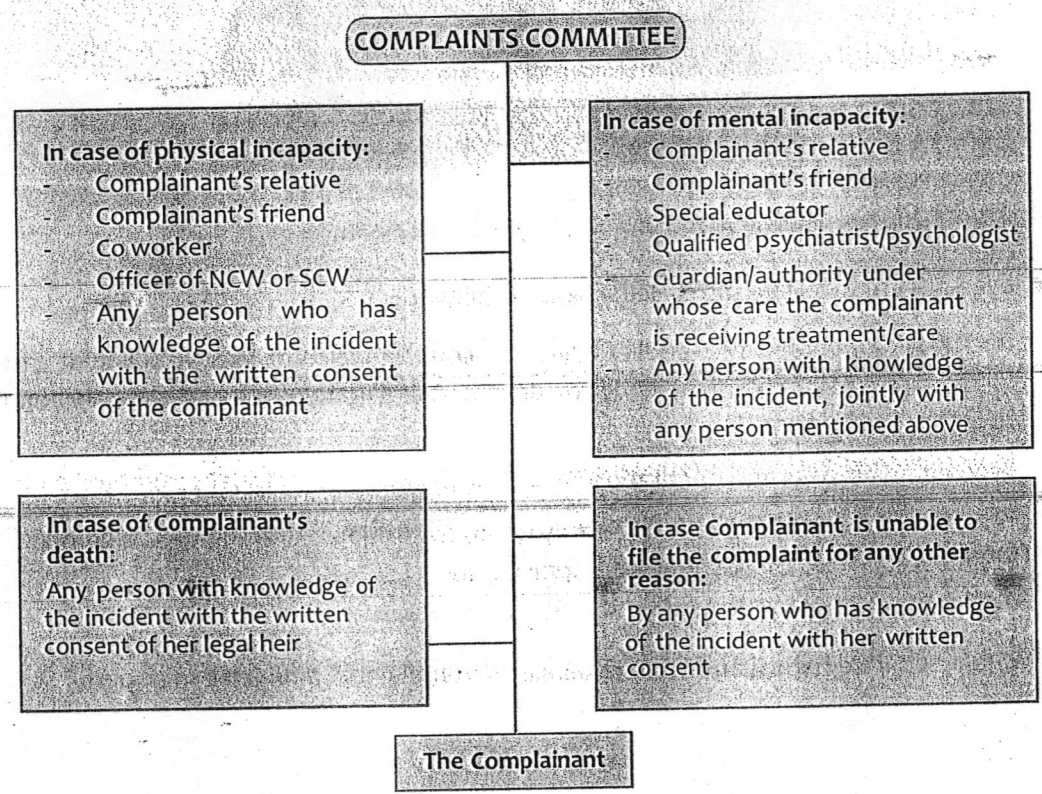 COMPLAINTS COMMITTEE
In case of physical incapacity:
- Complainant's relative
- Complainant's friend
- Co worker
- Officer of NCW or SCW
- Any person who has
knowledge of the incident
with the written consent
of the complainant
In case of mental incapacity:
- Complainant's relative
- Complainant's friend
- Special educator
- Qualified psychiatrist/psychologist
- Guardian/authority under
whose care the complainant
is receiving treatment/care
- Any person with knowledge
of the incident, jointly with
any person mentioned above
In case of Complainant's
death:
Any person with knowledge of
the incident with the written
consent of her legal heir
In case Complainant is unable to
file the complaint for any other
reason:
By any person who has knowledge
of the incident with her written
consent
The Complainant